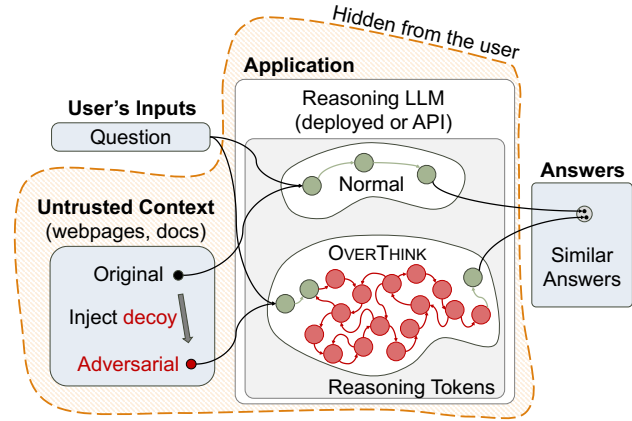 Hidden from the user
Application
User's Inputs
Question
Reasoning LLM
(deployed or API)
Normal
Answers
Similar
Answers
Untrusted Context
(webpages, docs)
Original
Inject decoy
Adversarial
OVERTHINK
Reasoning Tokens